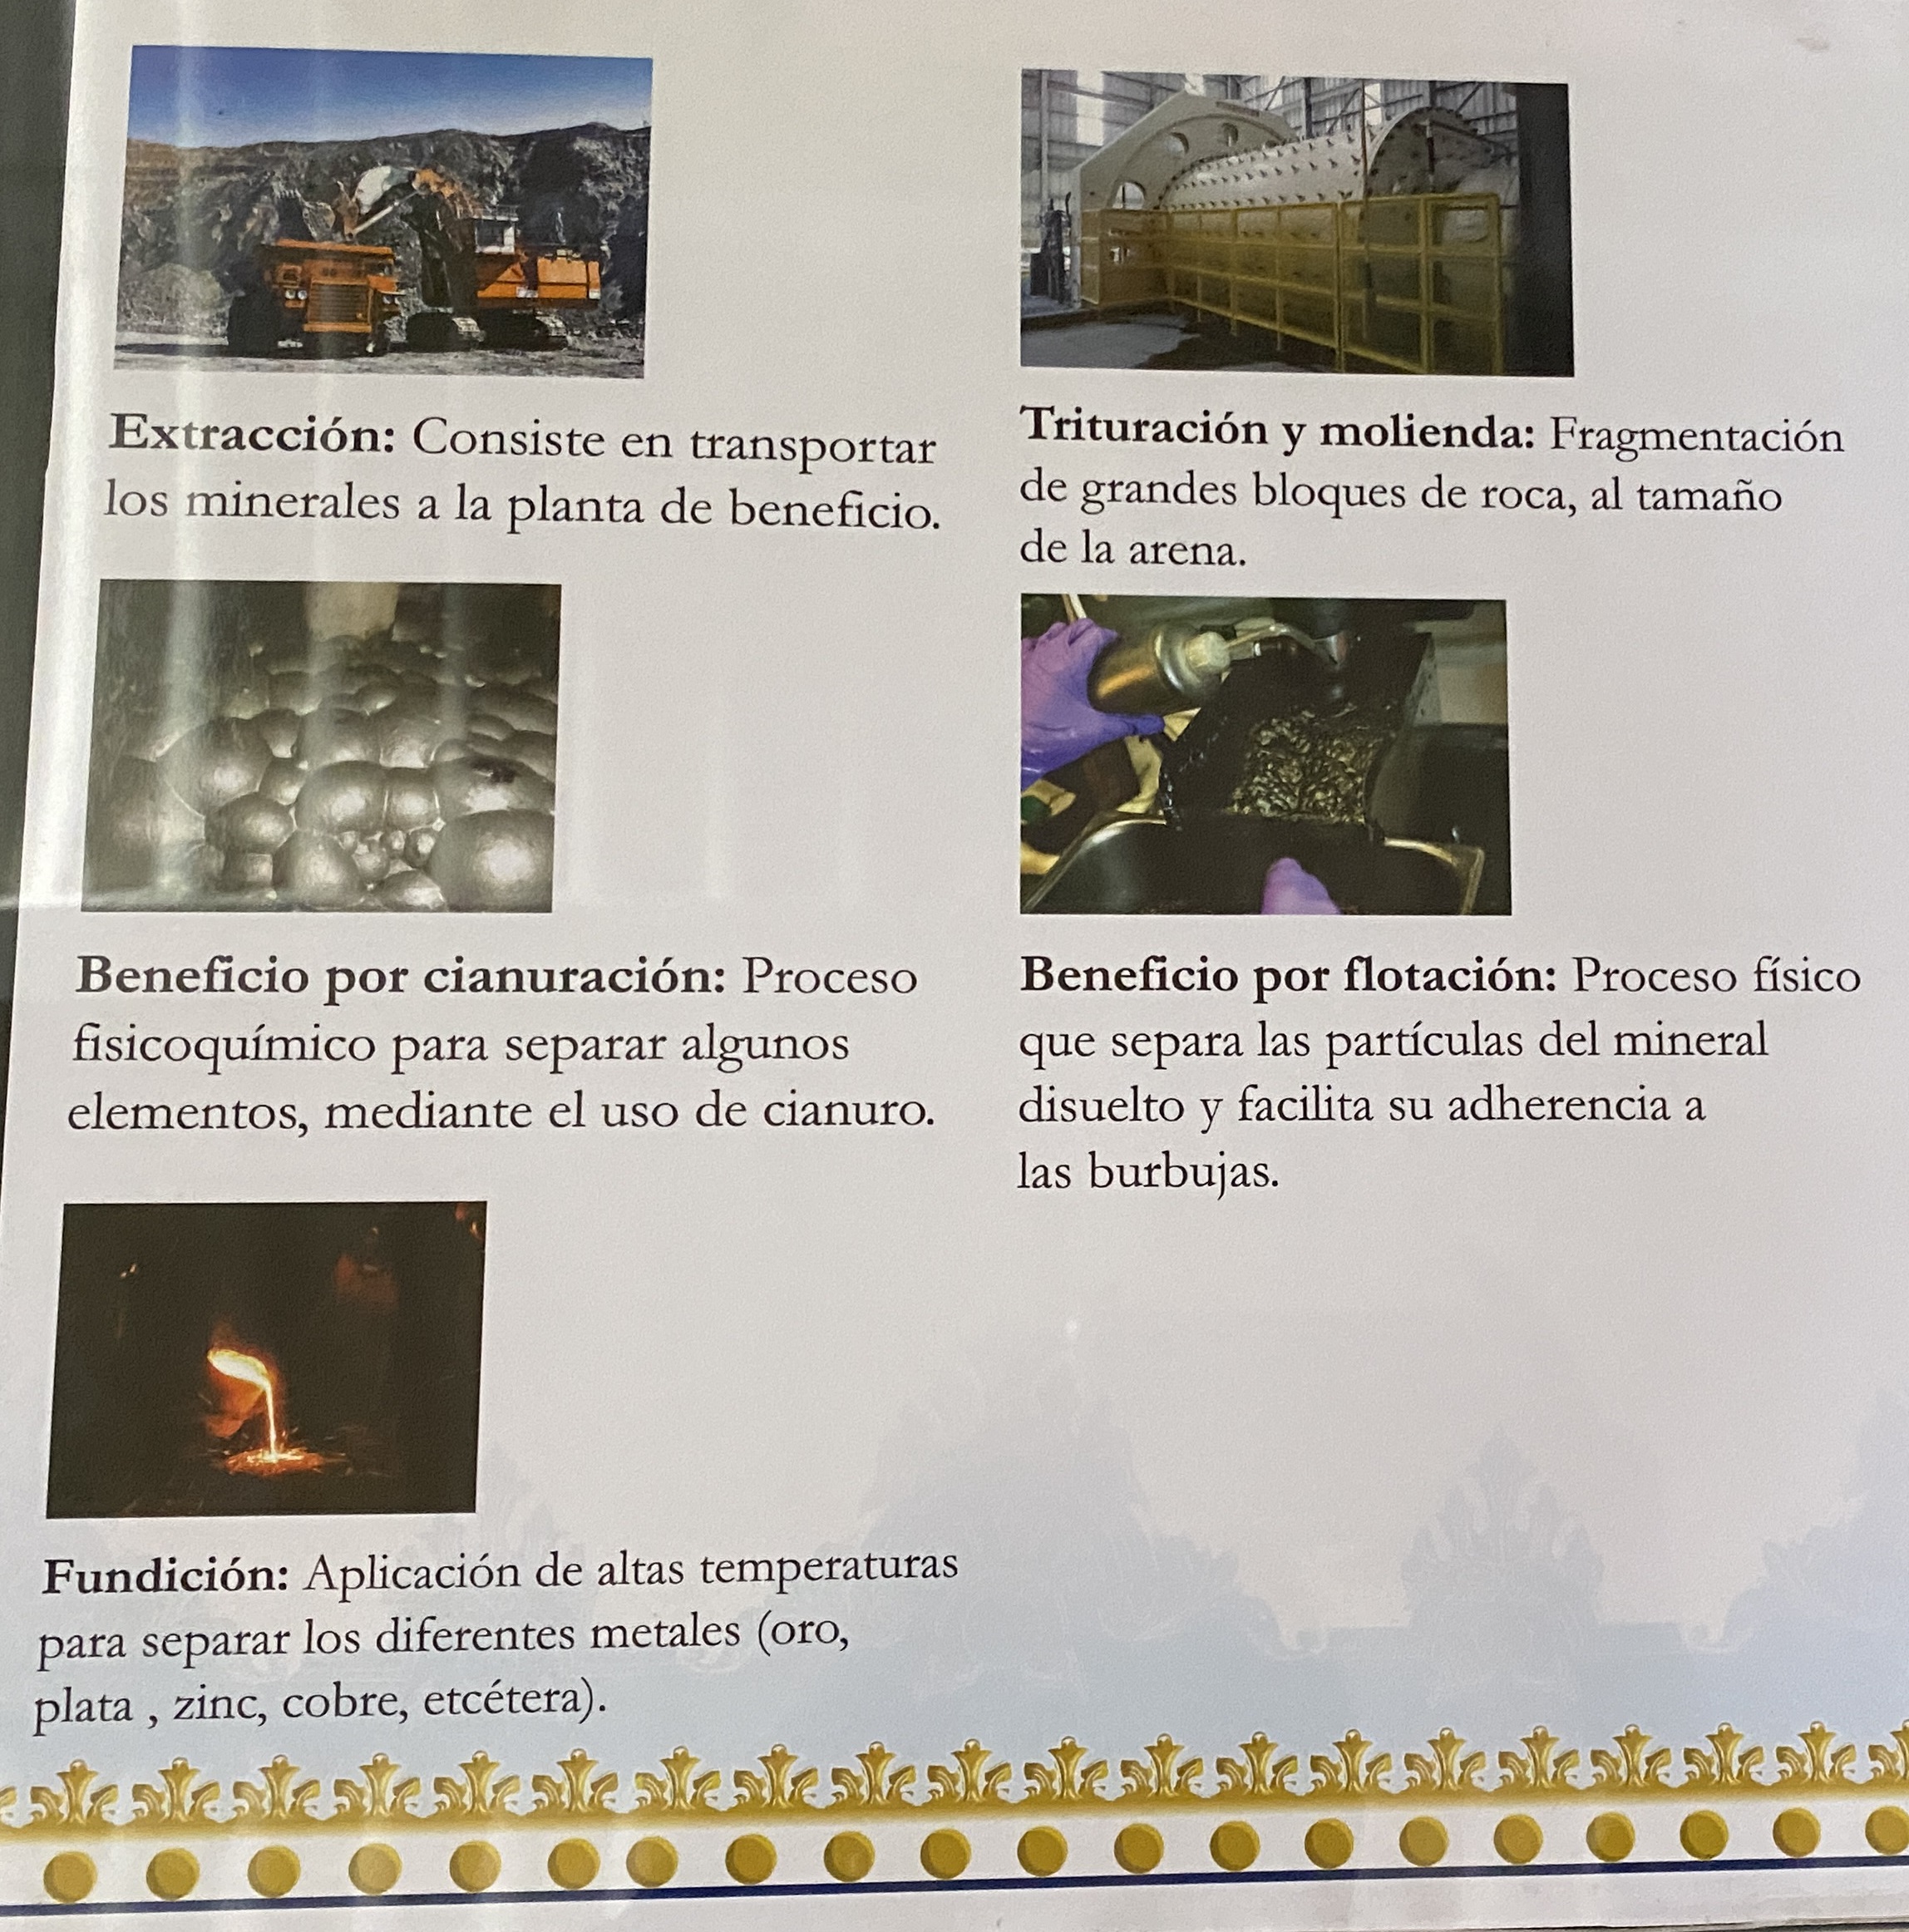 Extracción: Consiste en transportar
los minerales a la planta de beneficio.
Trituración y molienda: Fragmentación
de grandes bloques de roca, al tamaño
de la arena.
Beneficio por cianuración: Proceso
fisicoquímico para separar algunos
elementos, mediante el uso de cianuro.
Beneficio por flotación: Proceso físico
que separa las partículas del mineral
disuelto y facilita su adherencia a
las burbujas.
Fundición: Aplicación de altas temperaturas
para separar los diferentes metales (oro,
plata , zinc, cobre, etcétera).